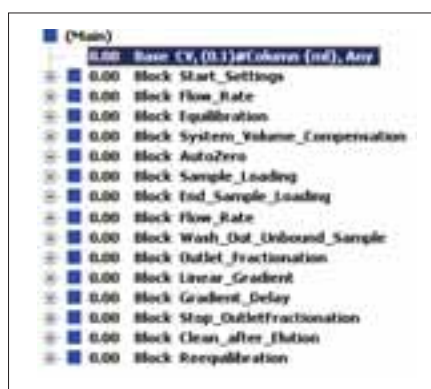 (Main)
0.00 Base CV, (0.1)#Column {ml}, Any
0.00 Block Start_Settings
0.00 Block Flow_Rate
0.00 Block Equilibration
0.00 Block System_Volume_Compensation
0.00 Block AutoZero
0.00 Block Sample_Loading
0.00 Block End_Sample_Loading
0.00 Block Flow_Rate
0.00 Block Wash_Out_Unbound_Sample
0.00 Block Outlet_Fractionation
0.00 Block Linear_Gradient
0.00 Block Gradient_Delay
0.00 Block Stop_OutletFractionation
0.00 Block Clean_after_Elution
0.00 Block Reequilibration